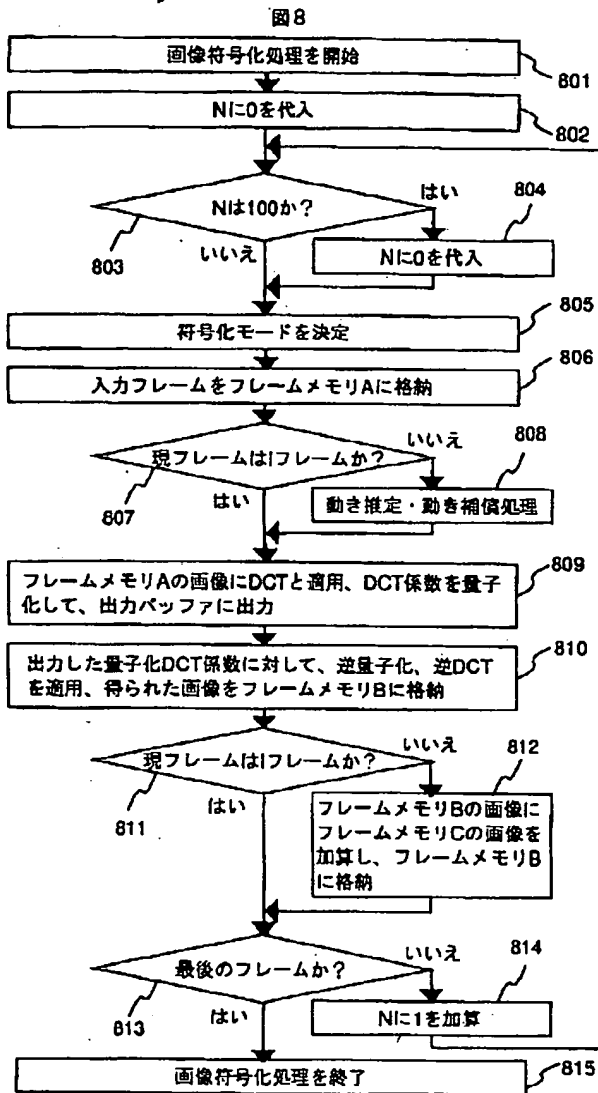 図8
画像符号化処理を開始
801
Nに0を代入
802
Nは100か?
はい
804
803
いいえ
Nに0を代入
805
符号化モードを決定
806
入力フレームをフレームメモリAに格納
現フレームはIフレームか?
いいえ
808
807
はい
動き推定・動き補償処理
809
フレームメモリAの画像にDCTと適用、DCT係数を量子
化して、出力バッファに出力
810
出力した量子化DCT係数に対して、逆量子化、逆DCT
を適用、得られた画像をフレームメモリBに格納
現フレームはIフレームか?
いいえ
812
811
はい
フレームメモリBの画像に
フレームメモリCの画像を
加算し、フレームメモリB
に格納
最後のフレームか?
いいえ
814
813
はい
Nに1を加算
815
画像符号化処理を終了